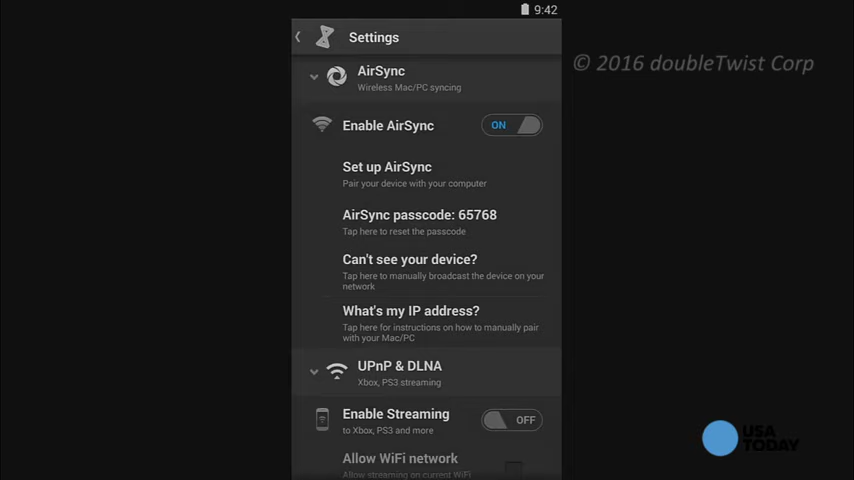 9:42
Settings
© 2016 doubleTwist Corp
AirSync
Wireless Mac/PC syncing
Enable AirSync
ON
Set up AirSync
Pair your device with your computer
AirSync passcode: 65768
Tap here to reset the passcode
Can't see your device?
Tap here to manually broadcast the device on your
network
What's my IP address?
Tap here for instructions on how to manually pair
with your Mac/PC
UPnP & DLNA
Xbox, PS3 streaming
Enable Streaming
to Xbox, PS3 and more
OFF
Allow WiFi network
Allow streaming on current WiFi
USA
TODAY